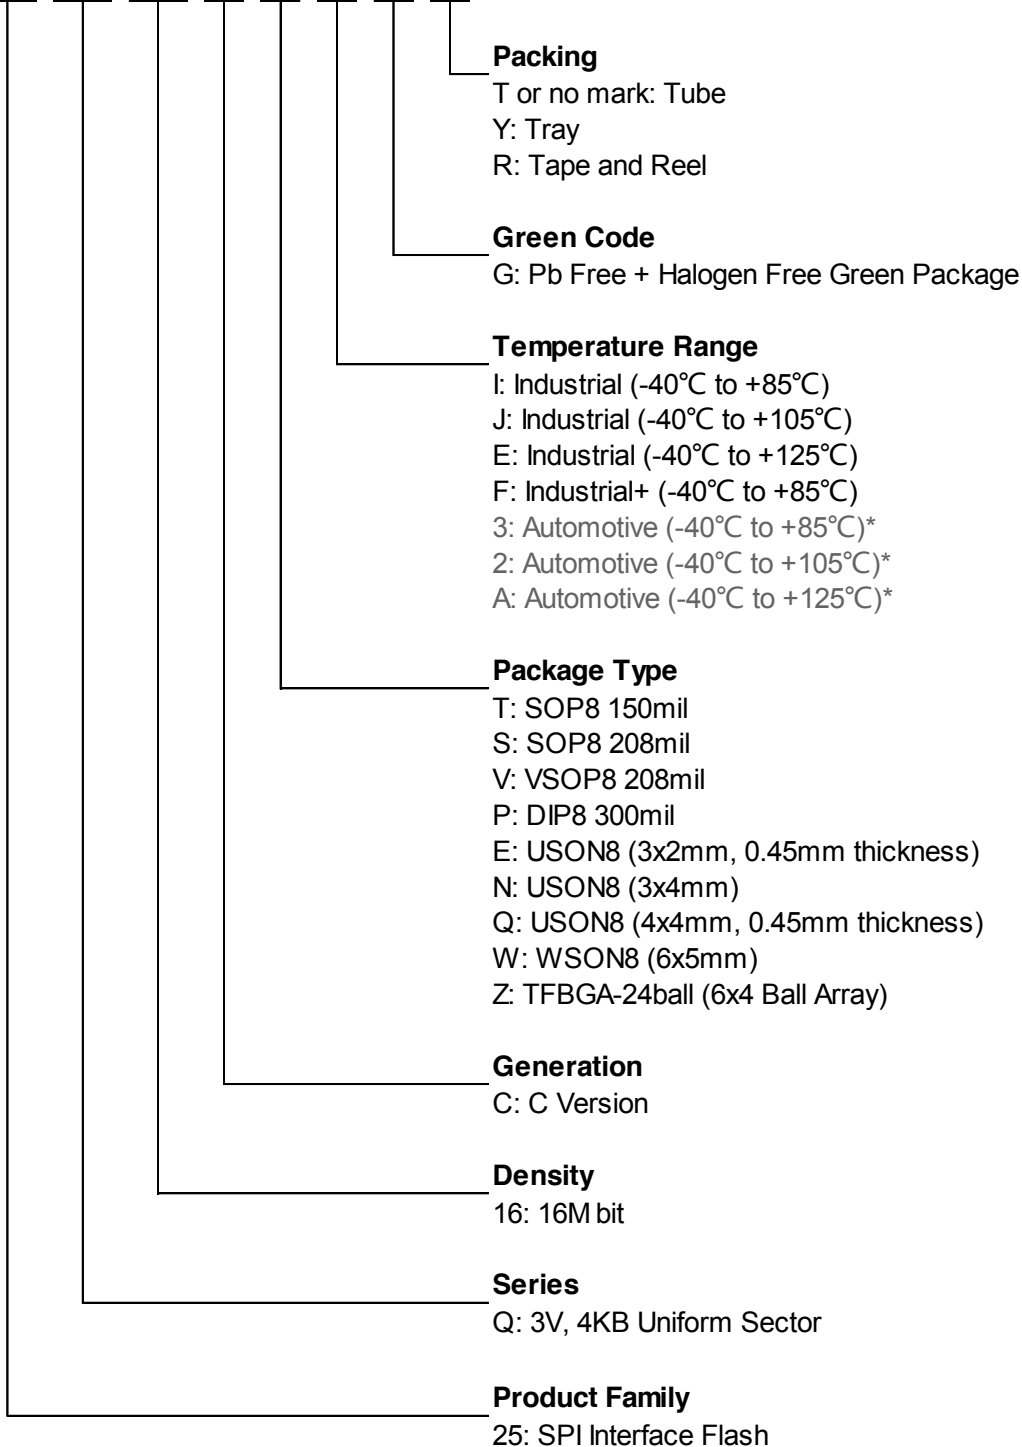 Packing
T or no mark: Tube
Y: Tray
R: Tape and Reel
Green Code
G: Pb Free + Halogen Free Green Package
Temperature Range
I: Industrial (-40℃ to +85℃)
J: Industrial (-40℃ to +105℃)
E: Industrial (-40℃ to +125℃)
F: Industrial+ (-40℃ to +85℃)
3: Automotive (-40℃ to +85℃)*
2: Automotive (-40℃ to +105℃)*
A: Automotive (-40℃ to +125℃)*
Package Type
T: SOP8 150mil
S: SOP8 208mil
V: VSOP8 208mil
P: DIP8 300mil
E: USON8 (3x2mm, 0.45mm thickness)
N: USON8 (3x4mm)
Q: USON8 (4x4mm, 0.45mm thickness)
W: WSON8 (6x5mm)
Z: TFBGA-24ball (6x4 Ball Array)
Generation
C: C Version
Density
16: 16M bit
Series
Q: 3V, 4KB Uniform Sector
Product Family
25: SPI Interface Flash